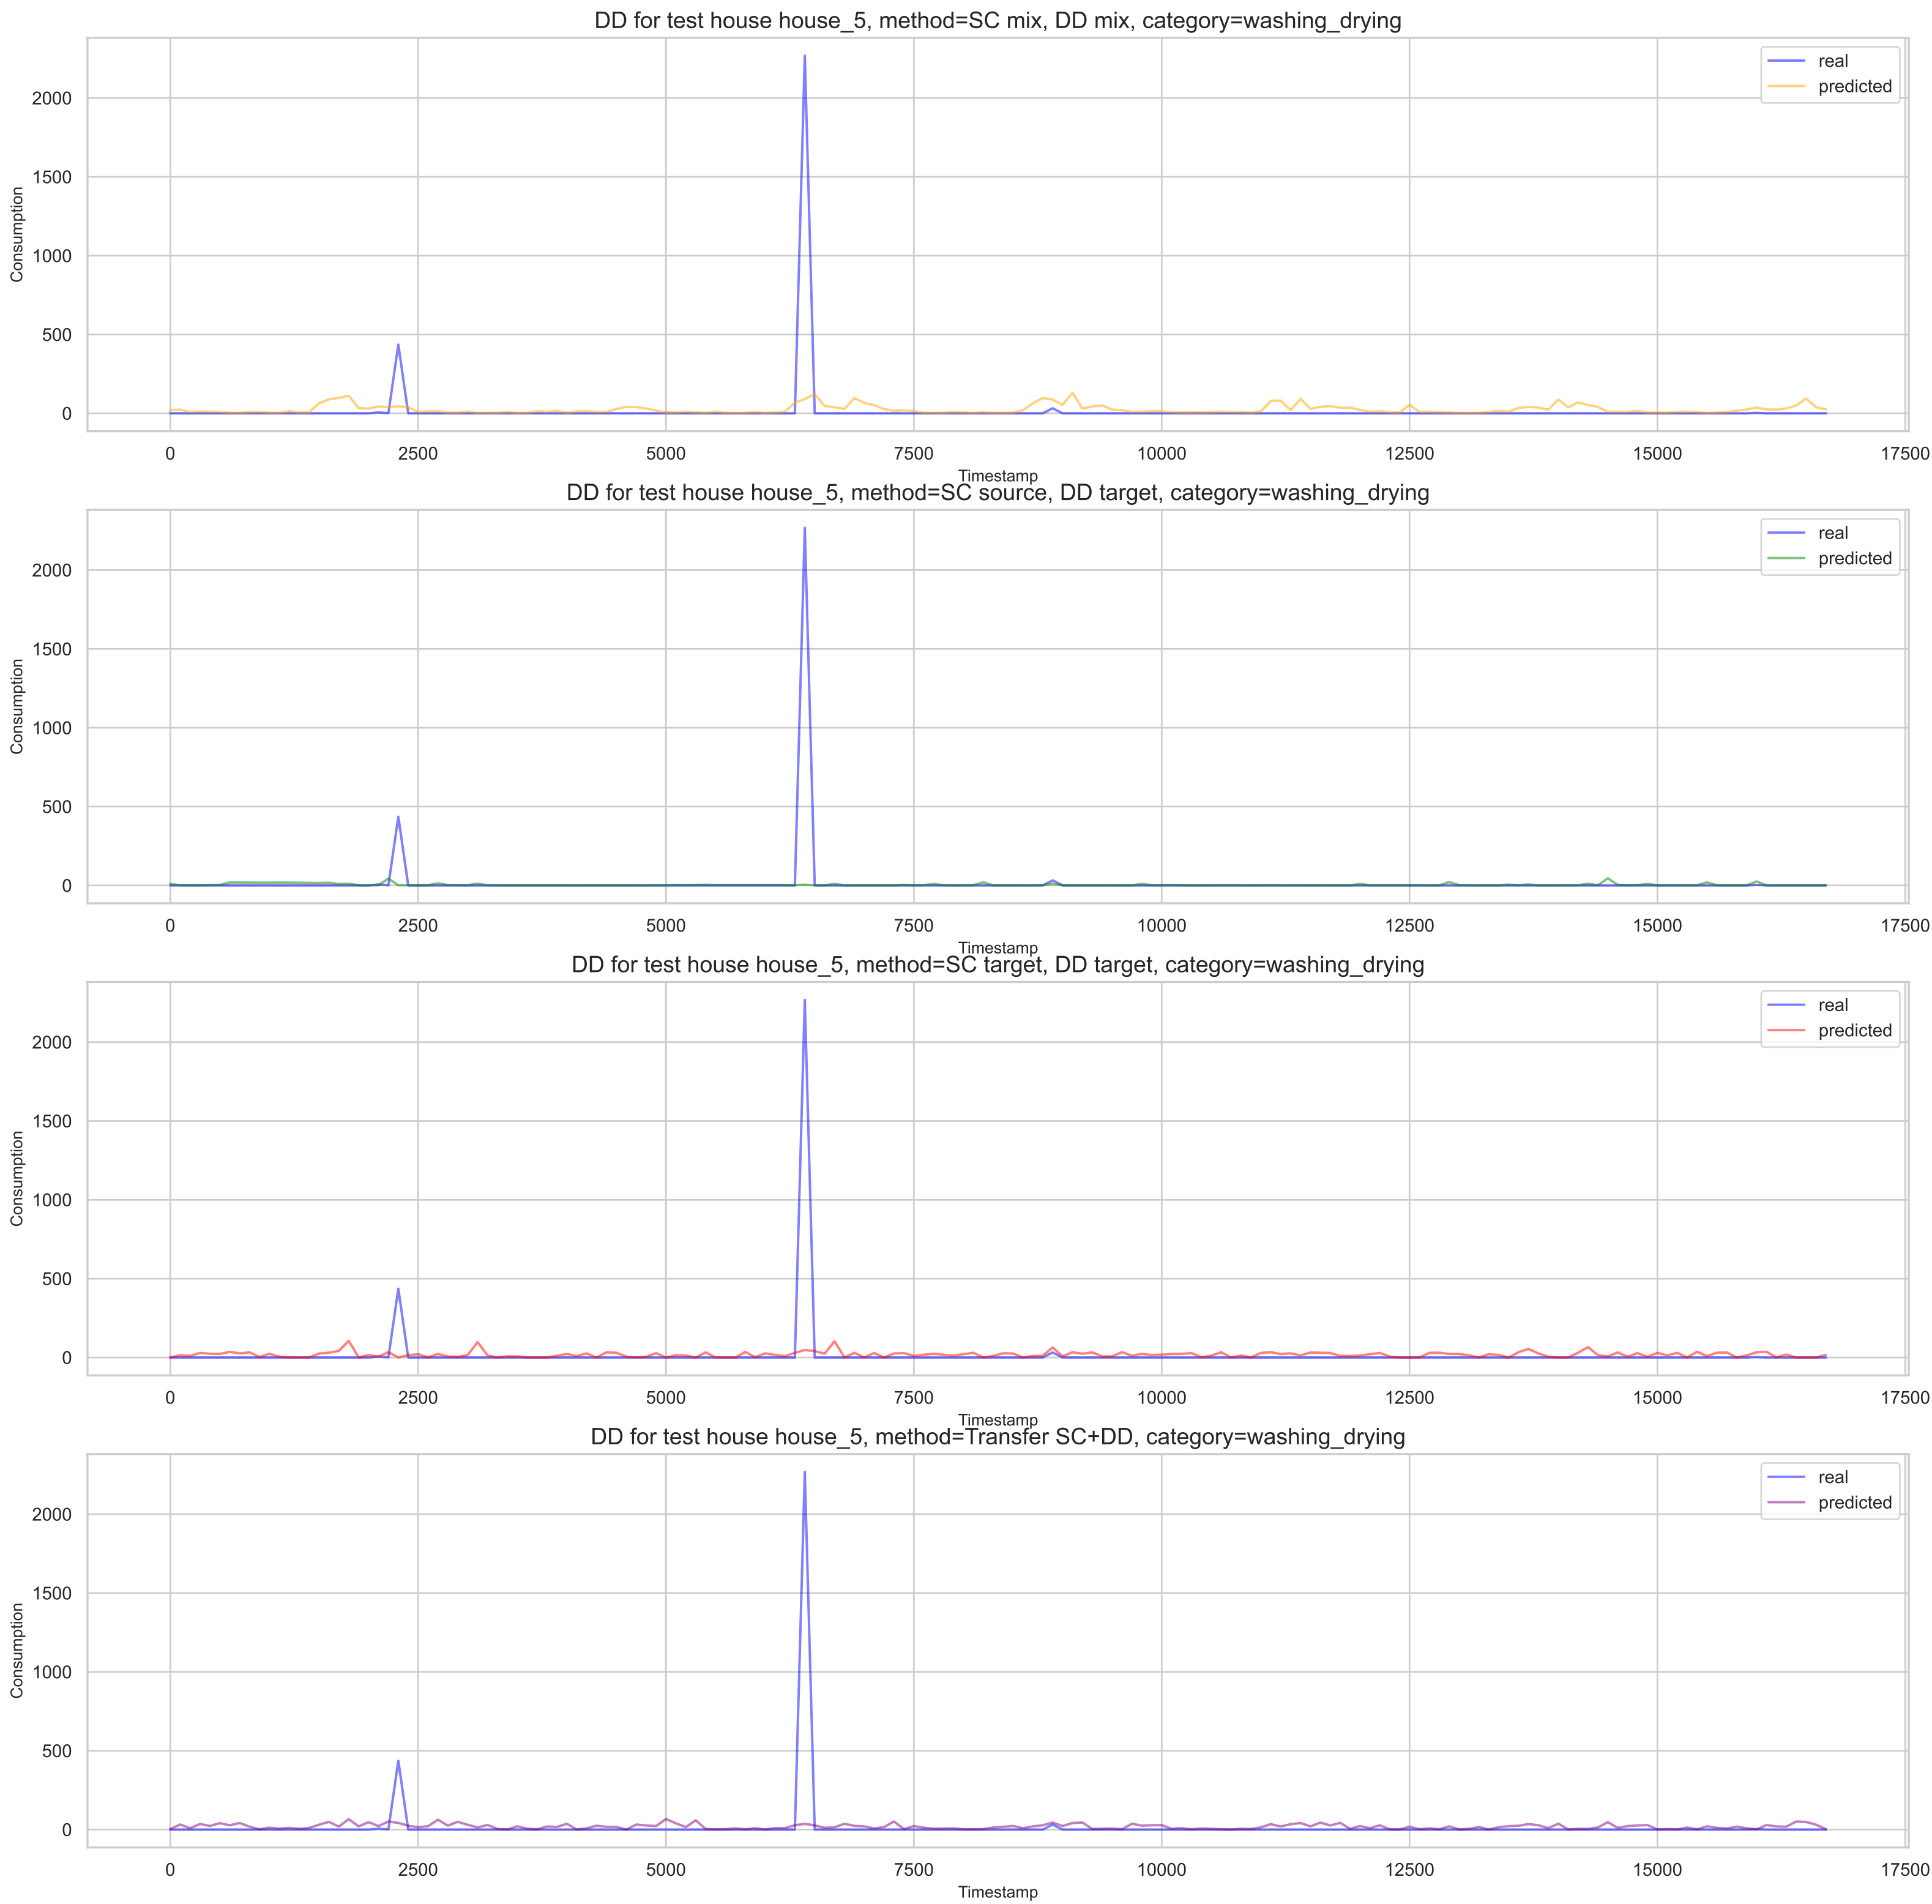 DD for test house house_5, method=SC mix, DD mix, category=washing_drying
real
predicted
2000
1500
1000
500
0
Consumption
0 2500 5000 7500 10000 12500 15000 17500
Timestamp
DD for test house house_5, method=SC source, DD target, category=washing_drying
real
predicted
2000
1500
1000
500
0
Consumption
0 2500 5000 7500 10000 12500 15000 17500
Timestamp
DD for test house house_5, method=SC target, DD target, category=washing_drying
real
predicted
2000
1500
1000
500
0
Consumption
0 2500 5000 7500 10000 12500 15000 17500
Timestamp
DD for test house house_5, method=Transfer SC+DD, category=washing_drying
real
predicted
2000
1500
1000
500
0
Consumption
0 2500 5000 7500 10000 12500 15000 17500
Timestamp